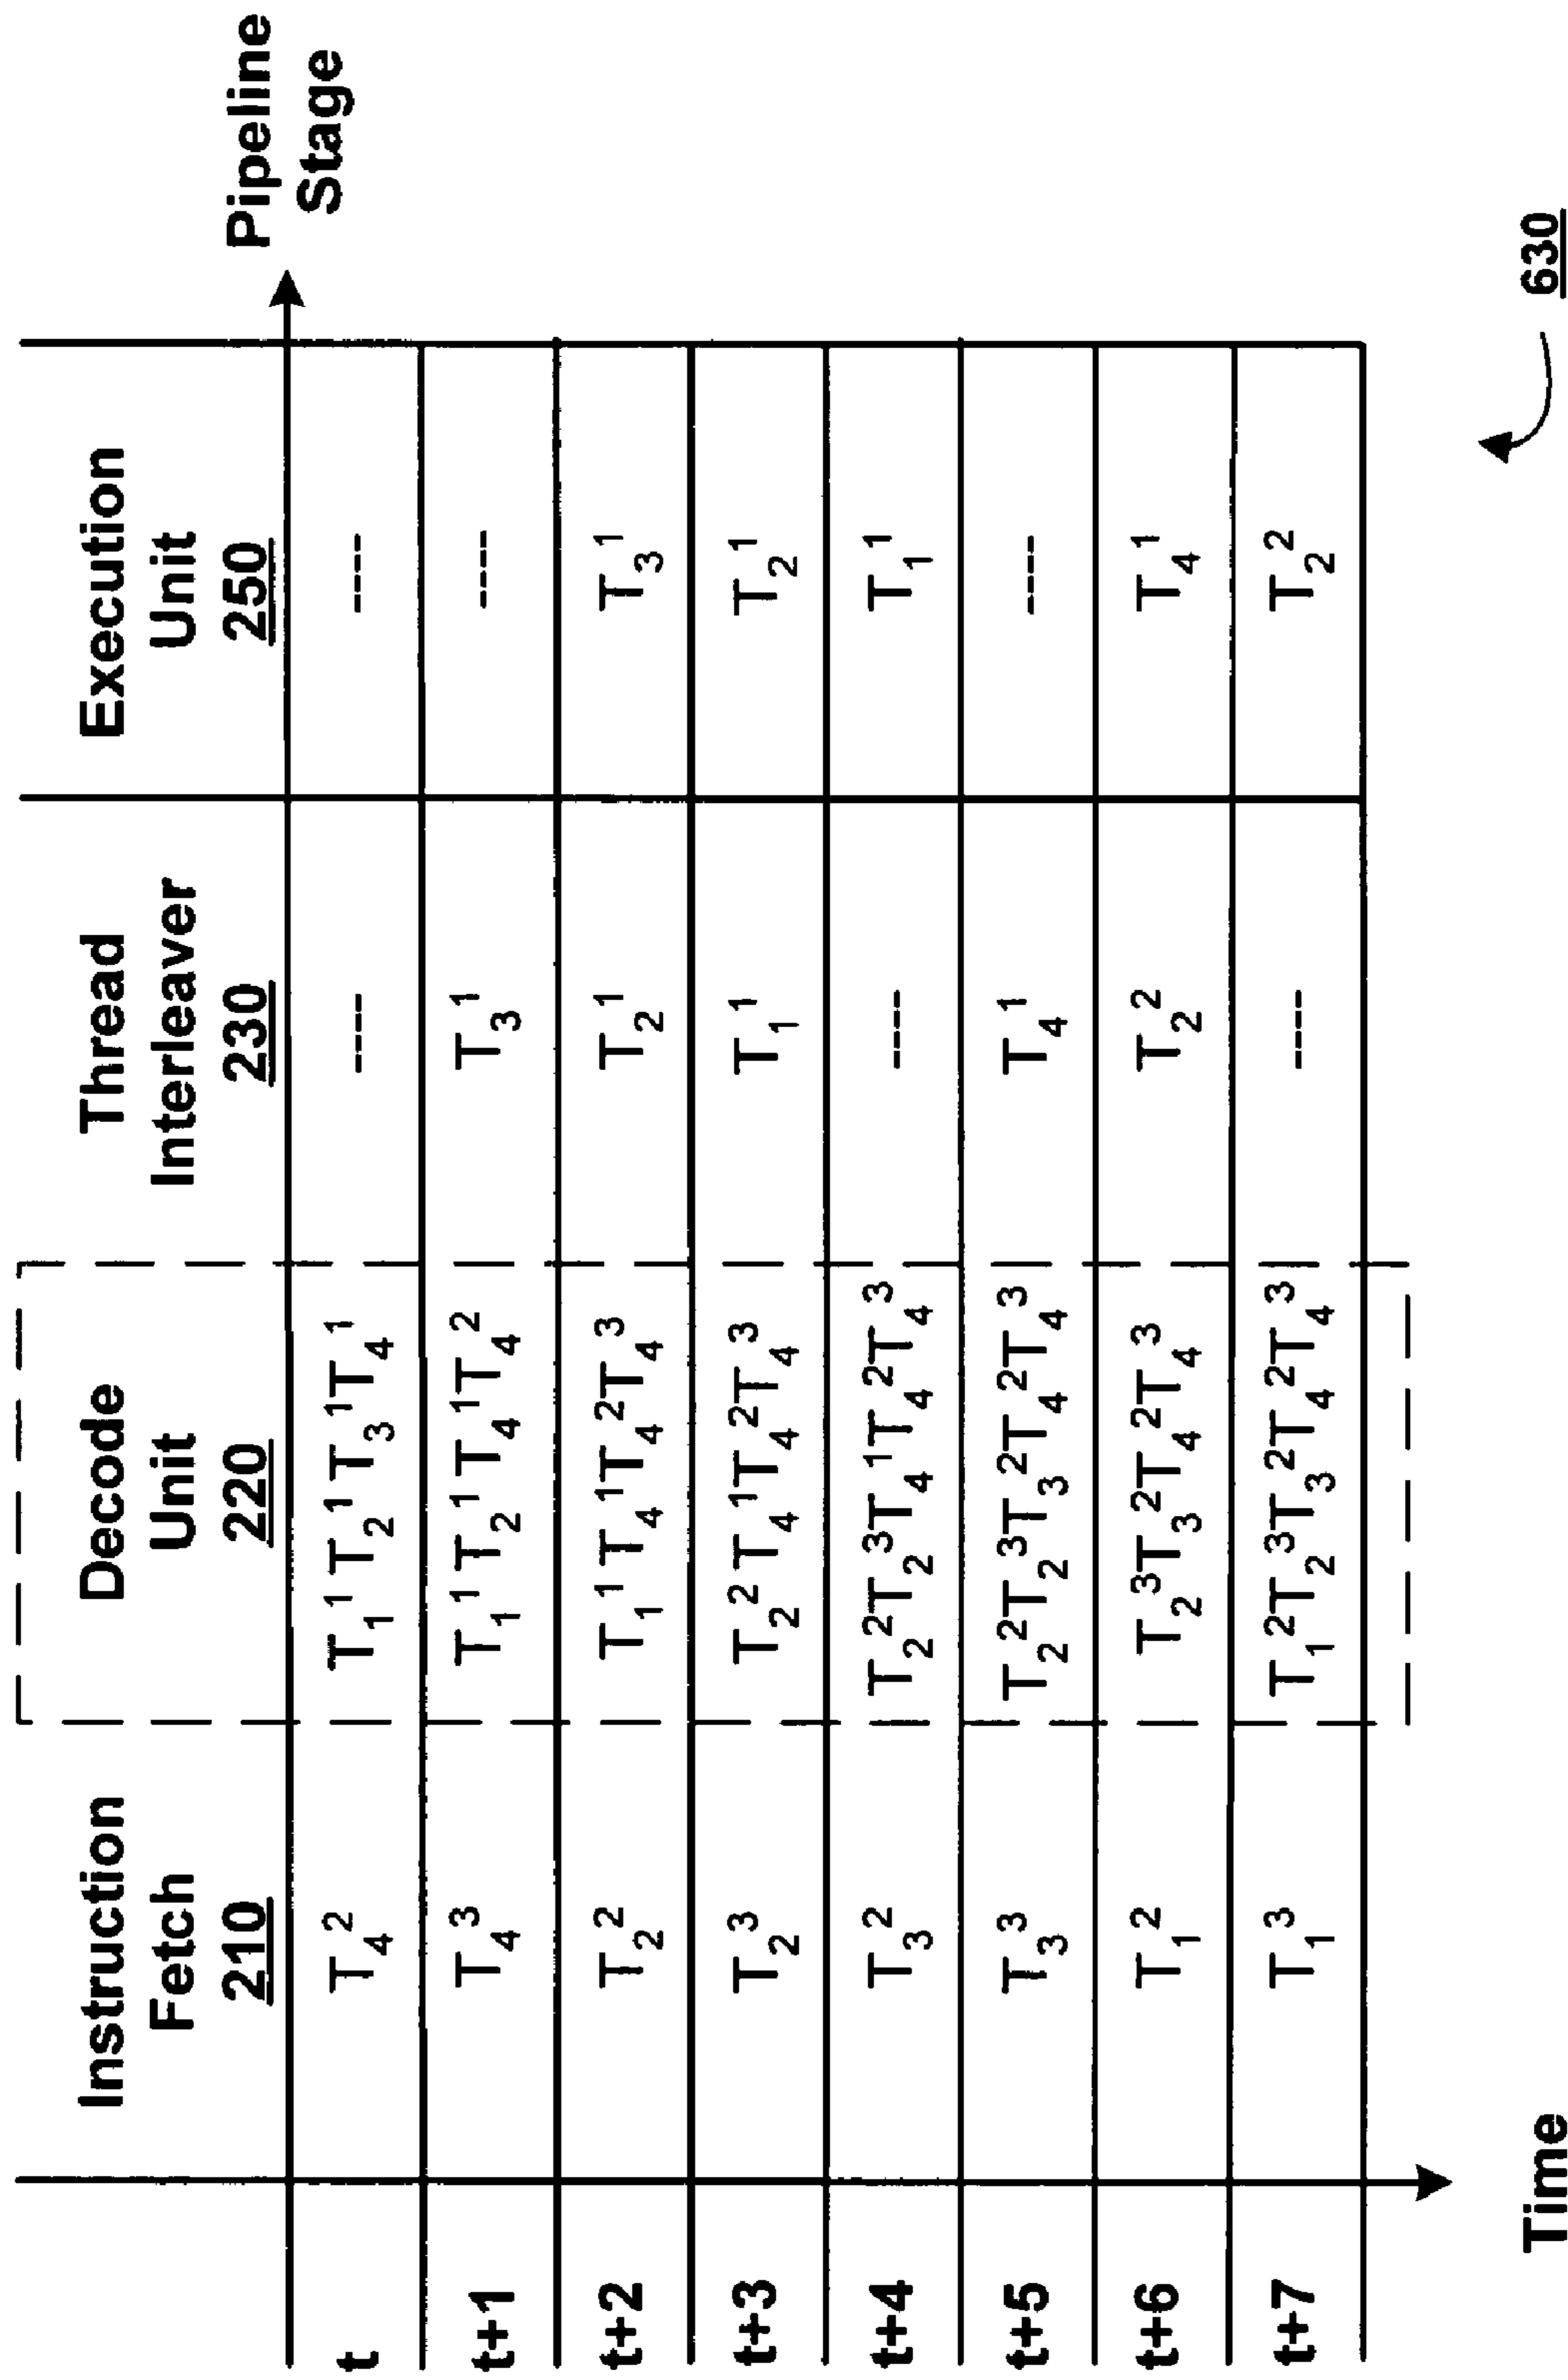 Instruction Fetch 210 | Decode Unit 220 | Thread Interleaver 230 | Execution Unit 250 | Pipeline Stage
t | T₄² | T₁¹T₂¹T₃¹T₄¹ | ---- | ----
t+1 | T₄³ | T₁¹T₂¹T₄¹T₄² | T₃¹ | ----
t+2 | T₂² | T₁¹T₄¹T₄²T₄³ | T₂¹ | T₃¹
t+3 | T₂³ | T₂²T₄¹T₄²T₄³ | T₁¹ | T₂¹
t+4 | T₃² | T₂²T₂³T₄¹T₄²T₄³ | ---- | T₁¹
t+5 | T₃³ | T₂²T₂³T₃²T₄²T₄³ | T₄¹ | ----
t+6 | T₁² | T₂³T₃²T₄²T₄³ | T₂² | T₄¹
t+7 | T₁³ | T₁²T₂³T₃²T₄²T₄³ | ---- | T₂²
Time
630